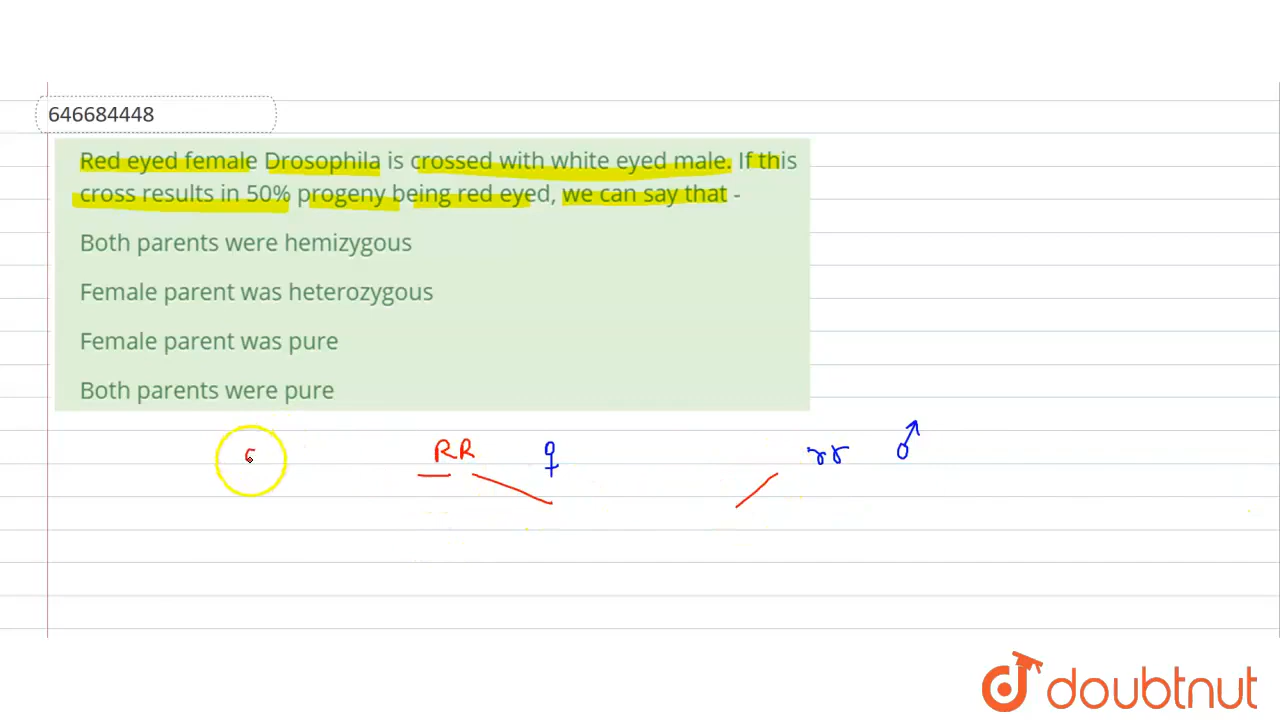 646684448
Red eyed female Drosophila is crossed with white eyed male. If this
cross results in 50% progeny being red eyed, we can say that -
Both parents were hemizygous
Female parent was heterozygous
Female parent was pure
Both parents were pure
RR ♀ rr ♂
doubtnut